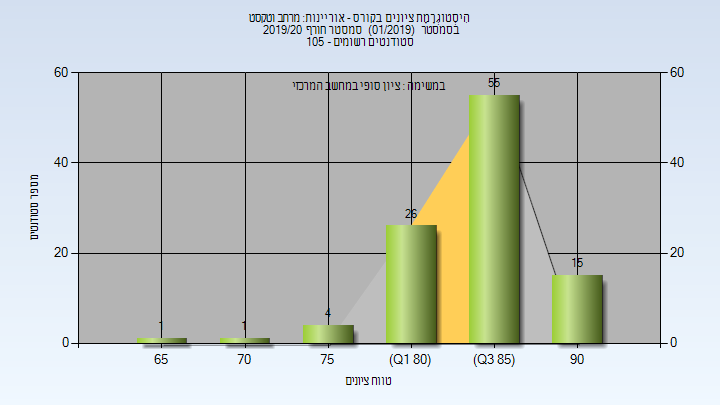 היסטוגרמת ציונים בקורס - אוריינות: מרחב וטקסט
בסמסטר (01/2019) סמסטר חורף 2019/20
סטודנטים רשומים - 105
במשימה : ציון סופי במחשב המרכזי
60
40
20
0
60
40
20
0
מספר סטודנטים
1
1
4
26
55
15
65
70
75
(Q1 80)
(Q3 85)
90
טווח ציונים